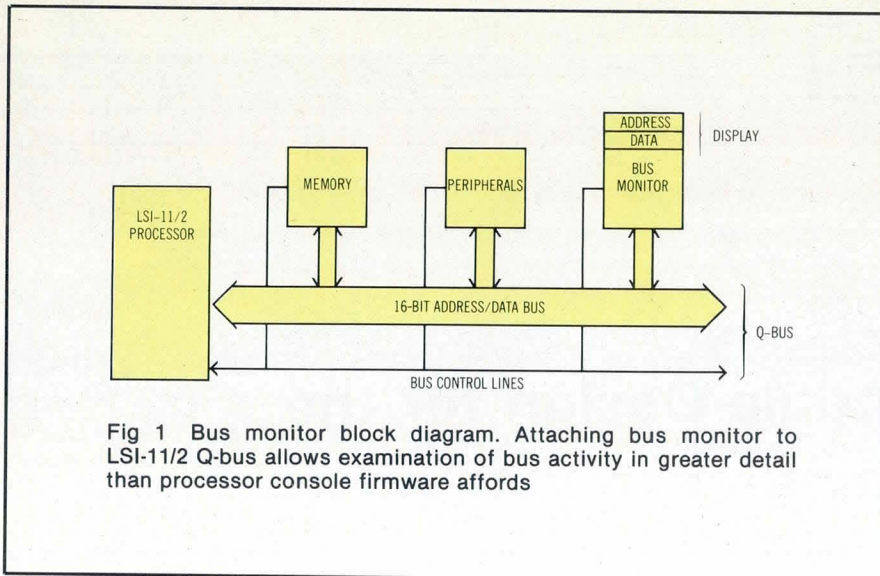 ADDRESS
DATA
DISPLAY
BUS
MONITOR
MEMORY
PERIPHERALS
LSI-11/2
PROCESSOR
16-BIT ADDRESS/DATA BUS
Q-BUS
BUS CONTROL LINES
Fig 1 Bus monitor block diagram. Attaching bus monitor to
LSI-11/2 Q-bus allows examination of bus activity in greater detail
than processor console firmware affords